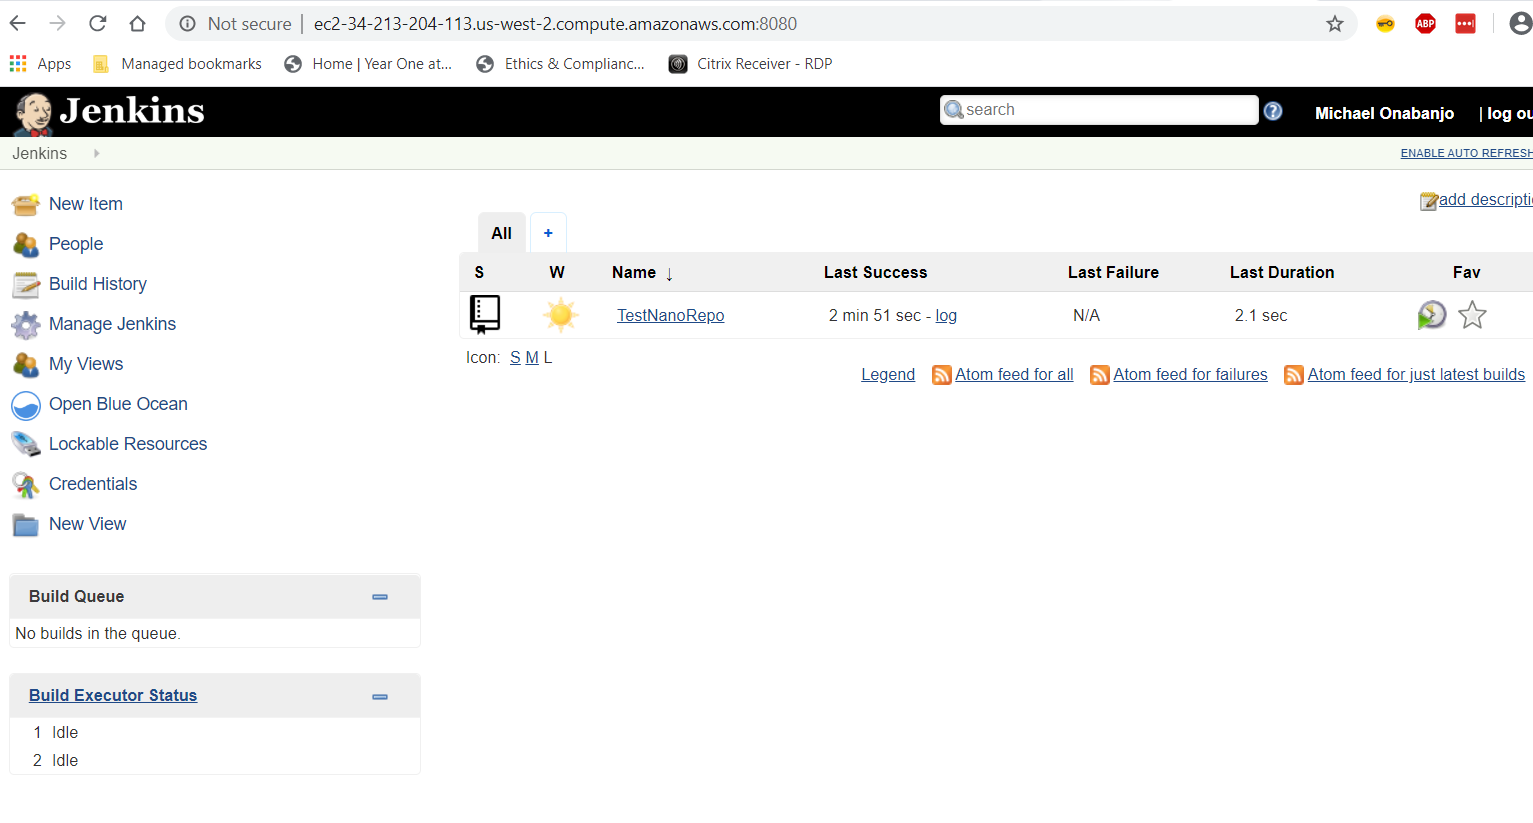 Not secure | ec2-34-213-204-113.us-west-2.compute.amazonaws.com:8080
ABP
Apps Managed bookmarks Home | Year One at... Ethics & Complianc... Citrix Receiver - RDP
Jenkins search ? Michael Onabanjo | log ou
Jenkins ENABLE AUTO REFRESH
add descripti
New Item
People
Build History
Manage Jenkins
My Views
Open Blue Ocean
Lockable Resources
Credentials
New View
All +
S W Name ↓ Last Success Last Failure Last Duration Fav
TestNanoRepo 2 min 51 sec - log N/A 2.1 sec
Icon: S M L
Legend Atom feed for all Atom feed for failures Atom feed for just latest builds
Build Queue
No builds in the queue.
Build Executor Status
1 Idle
2 Idle